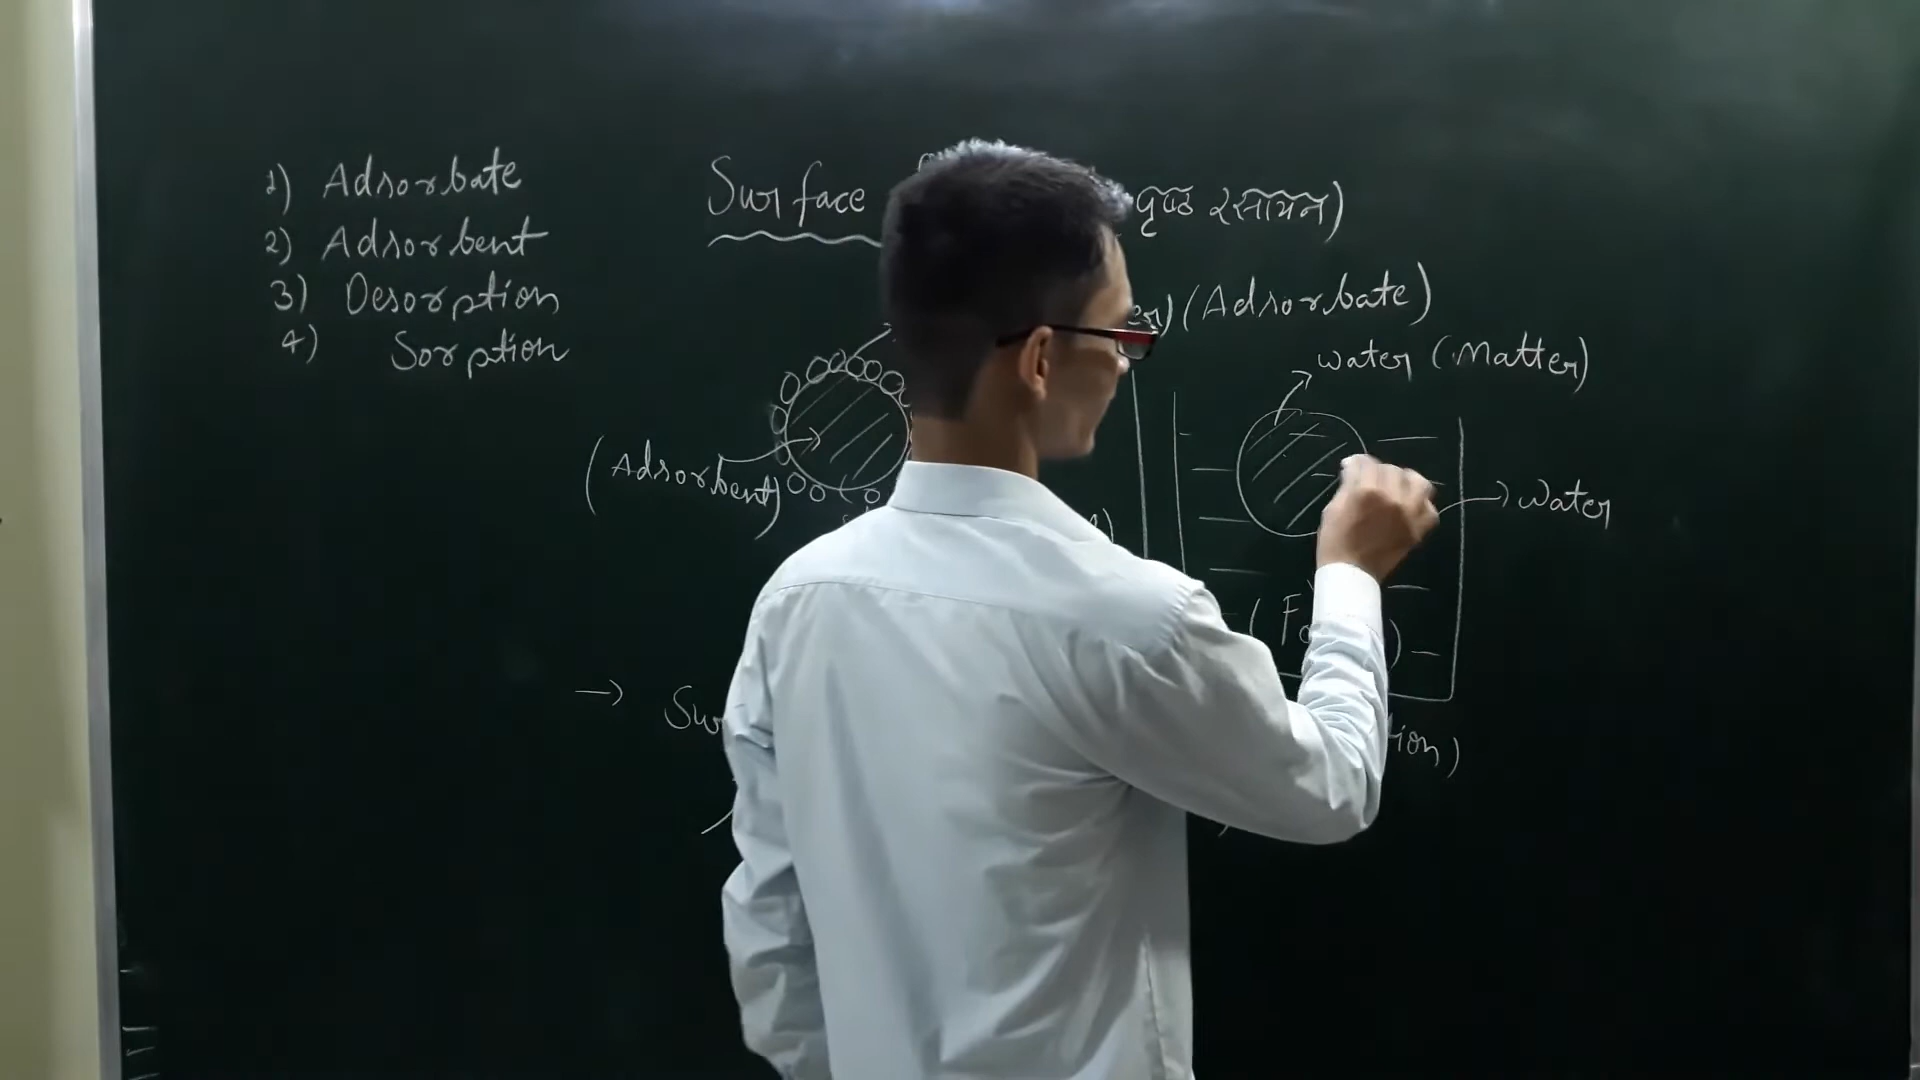 1) Adsorbate
2) Adsorbent
3) Desorption
4) Sorption
Surface पृष्ठ रसायन)
(Adsorbate)
water (Matter)
(Adsorbent)
→ water